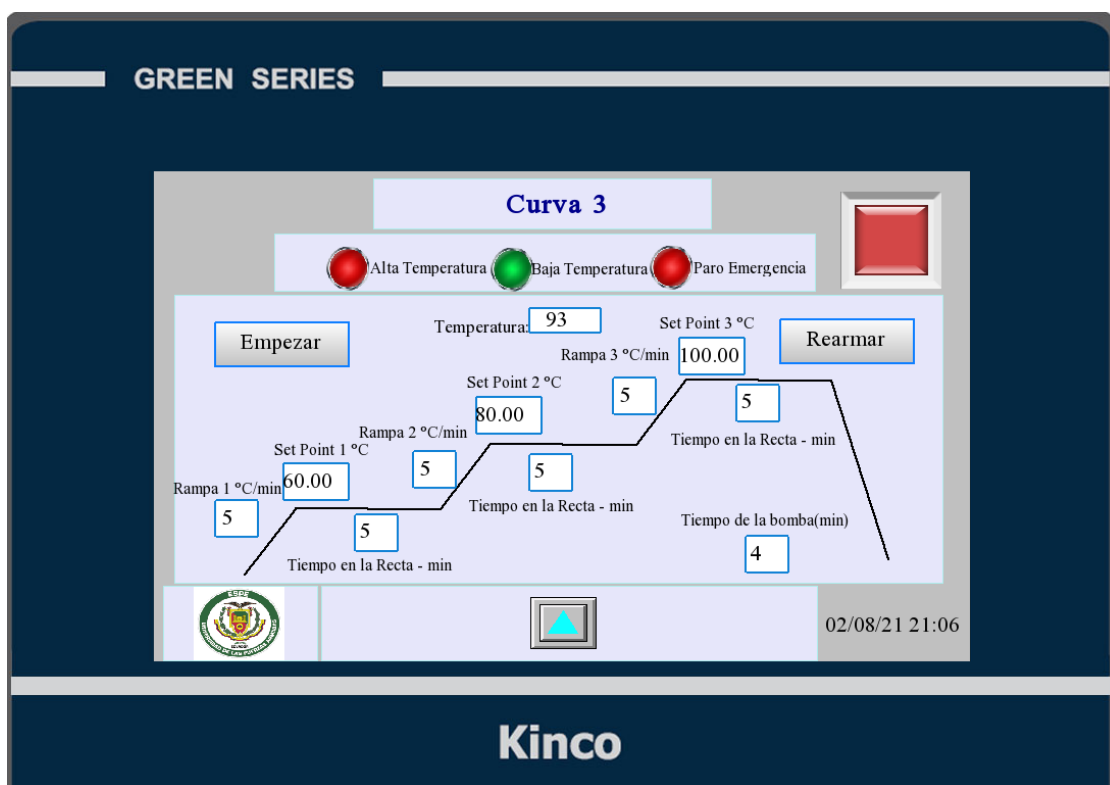 GREEN SERIES
Curva 3
Alta Temperatura Baja Temperatura Paro Emergencia
Empezar
Temperatura: 93
Set Point 3 °C
Rearmar
Rampa 3 °C/min 100.00
Set Point 2 °C
5
5
80.00
Rampa 2 °C/min
Tiempo en la Recta - min
Set Point 1 °C
5
5
Rampa 1 °C/min 60.00
Tiempo en la Recta - min
5
5
Tiempo de la bomba(min)
4
Tiempo en la Recta - min
ESPE
02/08/21 21:06
Kinco